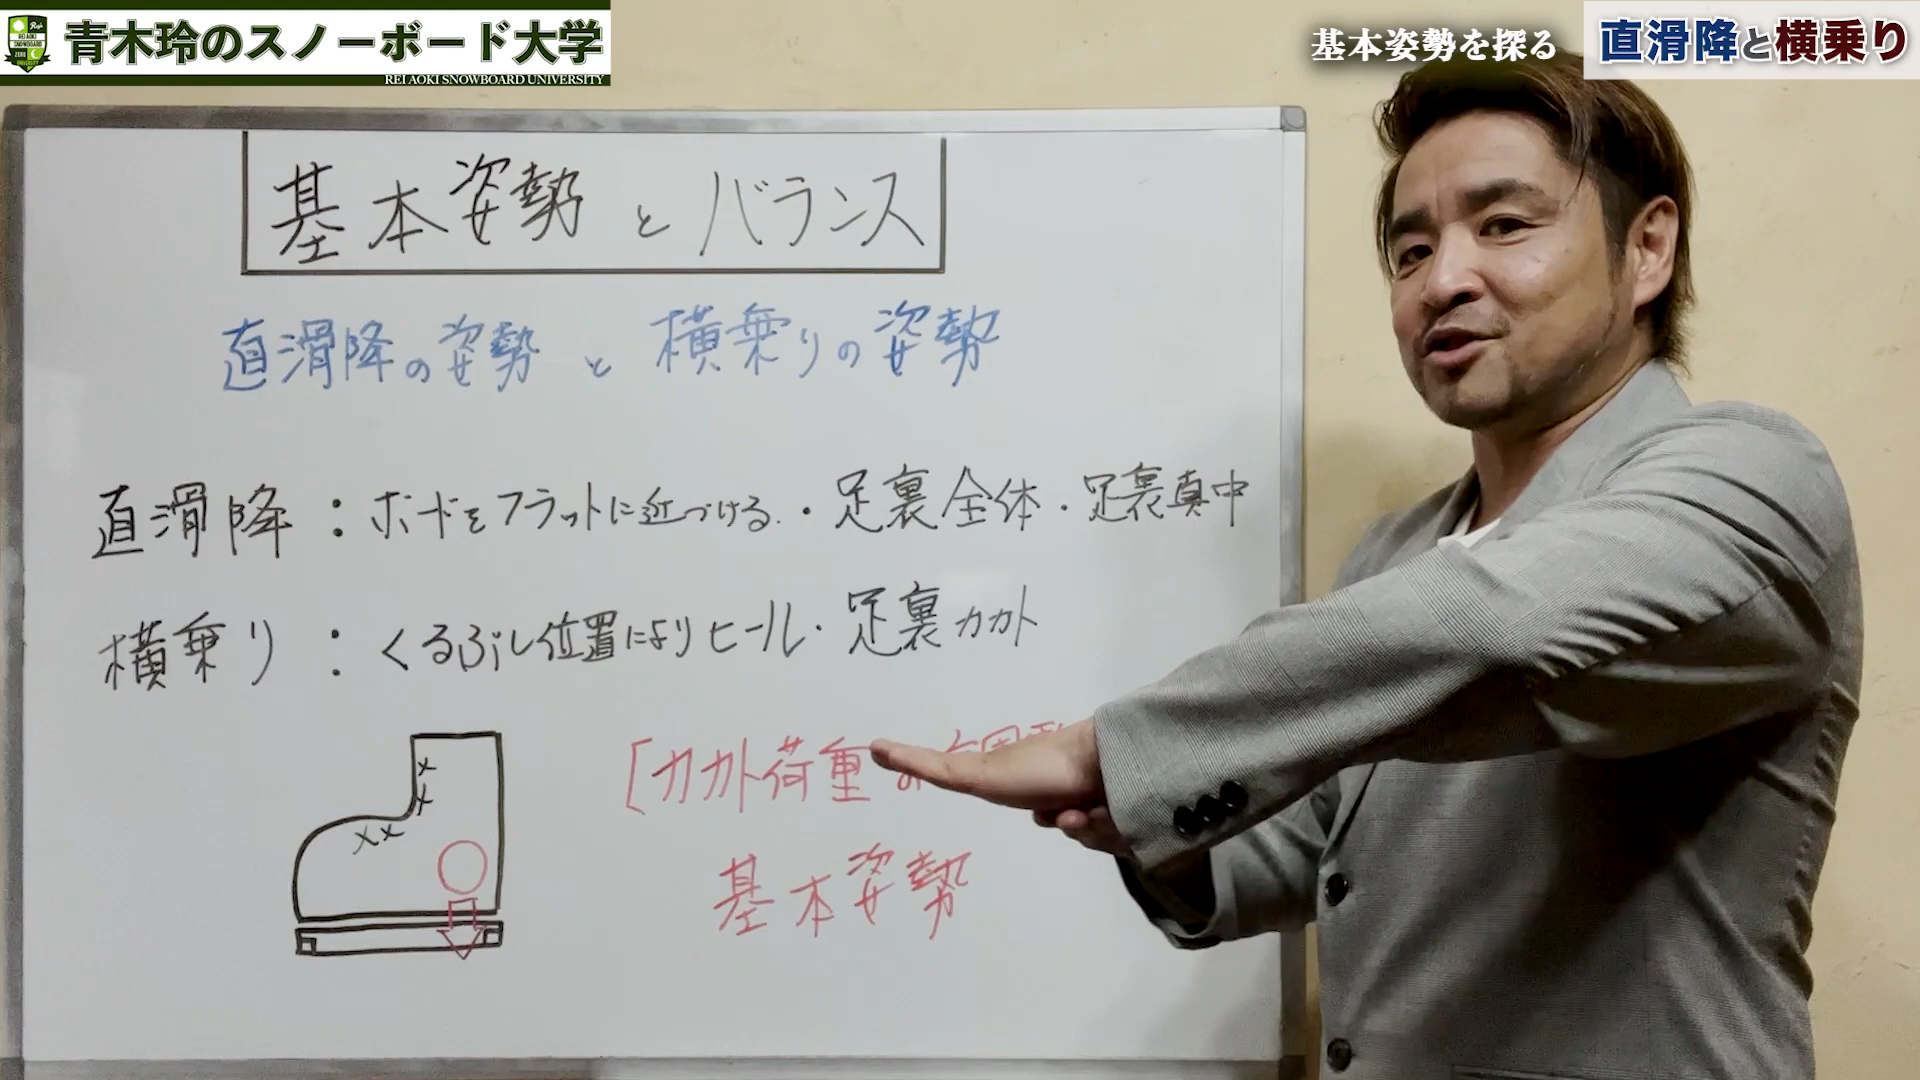 青木玲のスノーボード大学
REI AOKI SNOWBOARD UNIVERSITY
基本姿勢を探る
直滑降と横乗り
基本姿勢とバランス
直滑降の姿勢と横乗りの姿勢
直滑降：ボードをフラットに近づける.・足裏全体・足裏真中
横乗り：くるぶし位置によりヒール・足裏カカト
[カカト荷重の
基本姿勢